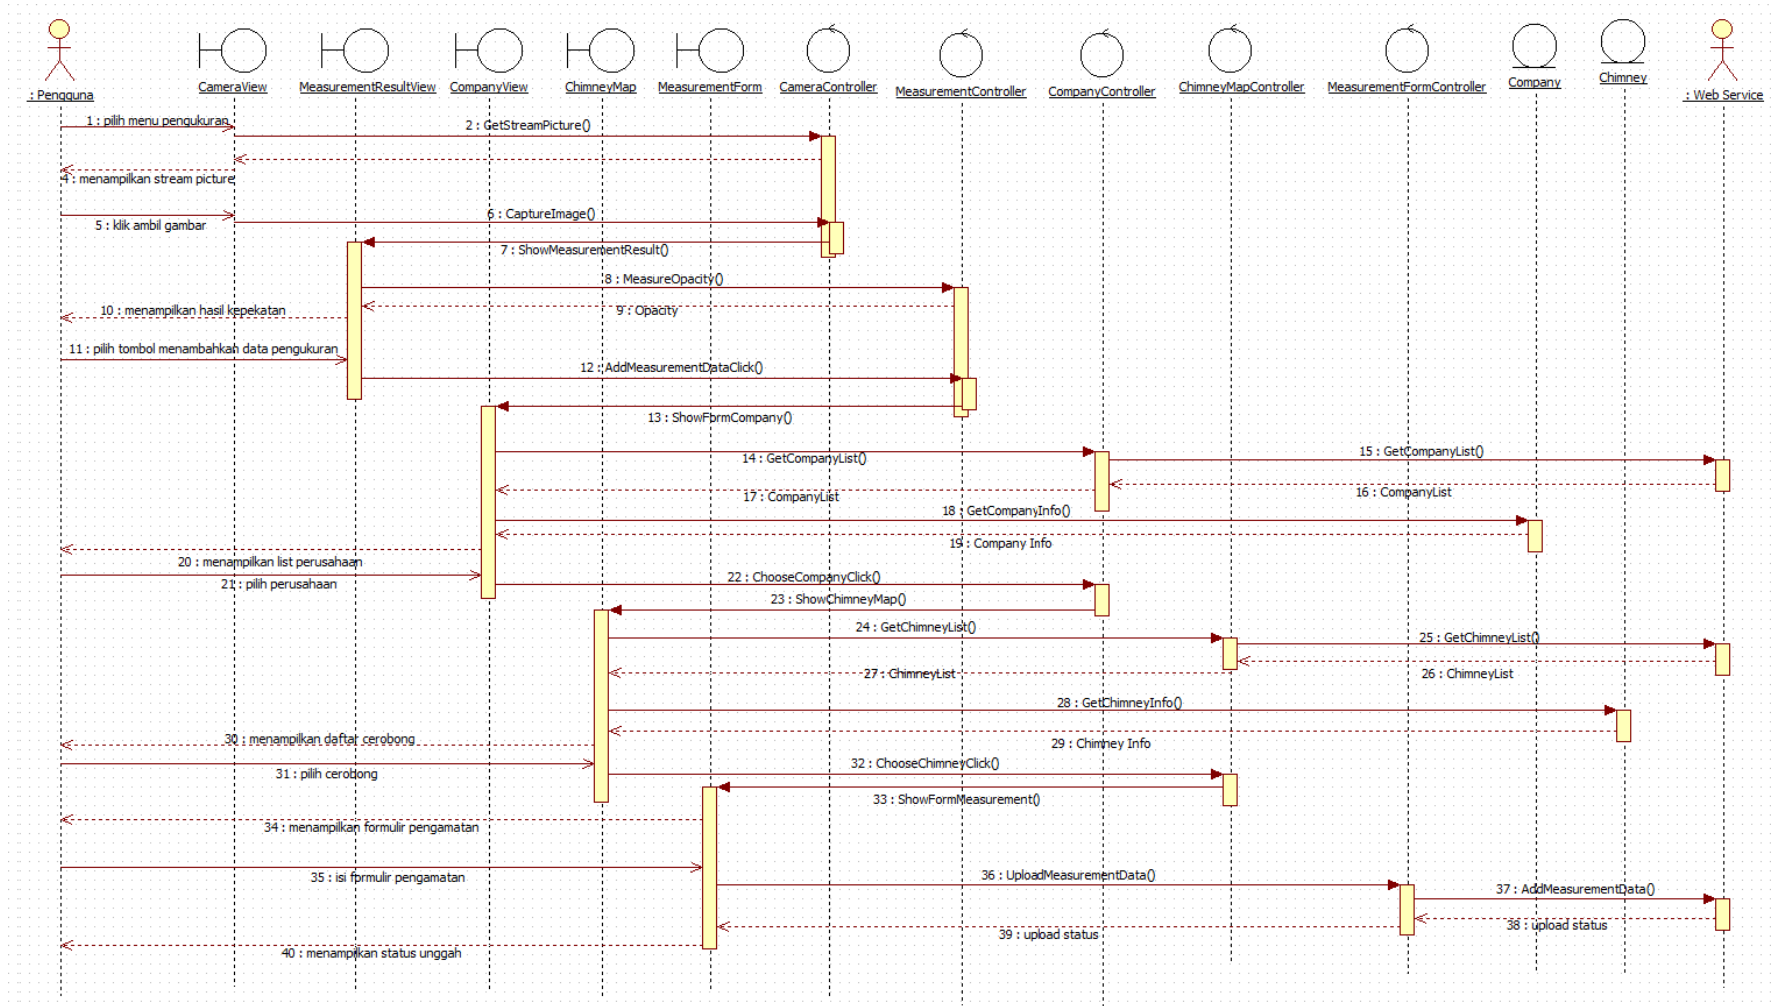 : Pengguna
CameraView
MeasurementResultView
CompanyView
ChimneyMap
MeasurementForm
CameraController
MeasurementController
CompanyController
ChimneyMapController
MeasurementFormController
Company
Chimney
: Web Service
1 : pilih menu pengukuran
2 : GetStreamPicture()
4 : menampilkan stream picture
5 : klik ambil gambar
6 : CaptureImage()
7 : ShowMeasurementResult()
8 : MeasureOpacity()
9 : Opacity
10 : menampilkan hasil kepekatan
11 : pilih tombol menambahkan data pengukuran
12 : AddMeasurementDataClick()
13 : ShowFormCompany()
14 : GetCompanyList()
15 : GetCompanyList()
16 : CompanyList
17 : CompanyList
18 : GetCompanyInfo()
19 : Company Info
20 : menampilkan list perusahaan
21 : pilih perusahaan
22 : ChooseCompanyClick()
23 : ShowChimneyMap()
24 : GetChimneyList()
25 : GetChimneyList()
26 : ChimneyList
27 : ChimneyList
28 : GetChimneyInfo()
29 : Chimney Info
30 : menampilkan daftar cerobong
31 : pilih cerobong
32 : ChooseChimneyClick()
33 : ShowFormMeasurement()
34 : menampilkan formulir pengamatan
35 : isi formulir pengamatan
36 : UploadMeasurementData()
37 : AddMeasurementData()
38 : upload status
39 : upload status
40 : menampilkan status unggah